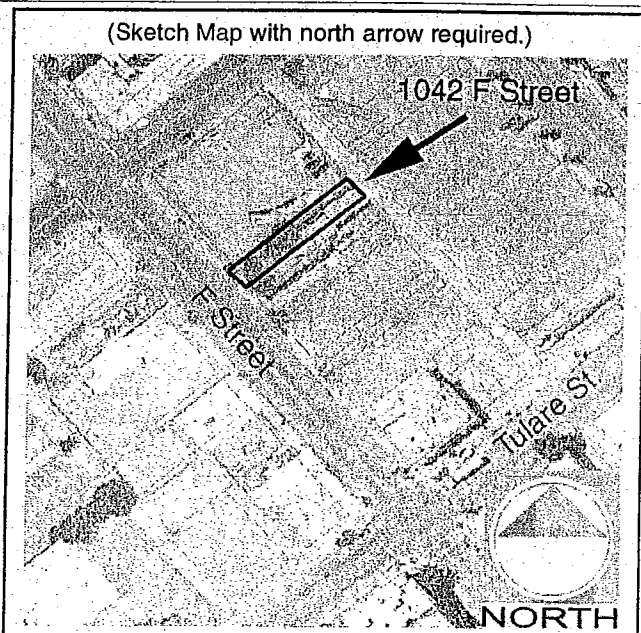 (Sketch Map with north arrow required.)
1042 F Street
F Street
Tulare St
NORTH